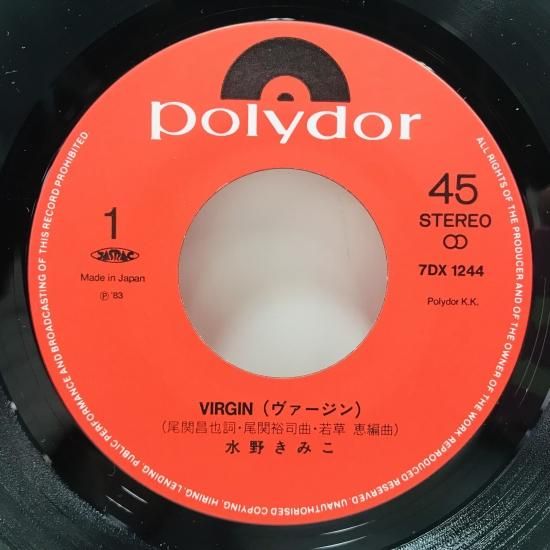 polydor
1
JASRAC
Made in Japan
Ⓟ '83
45
STEREO
7DX 1244
Polydor K.K.
VIRGIN (ヴァージン)
(尾関昌也詞・尾関裕司曲・若草 恵編曲)
水野きみこ
ALL RIGHTS OF THE PRODUCER AND OF THE OWNER OF THE WORK REPRODUCED RESERVED. UNAUTHORISED COPYING, HIRING, LENDING, PUBLIC PERFORMANCE AND BROADCASTING OF THIS RECORD PROHIBITED